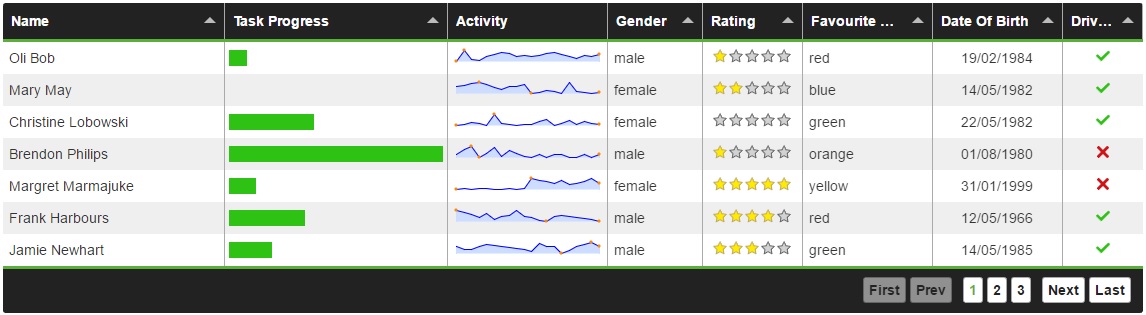 Name Task Progress Activity Gender Rating Favourite ... Date Of Birth Driv...
Oli Bob male red 19/02/1984
Mary May female blue 14/05/1982
Christine Lobowski female green 22/05/1982
Brendon Philips male orange 01/08/1980
Margret Marmajuke female yellow 31/01/1999
Frank Harbours male red 12/05/1966
Jamie Newhart male green 14/05/1985
First Prev 1 2 3 Next Last